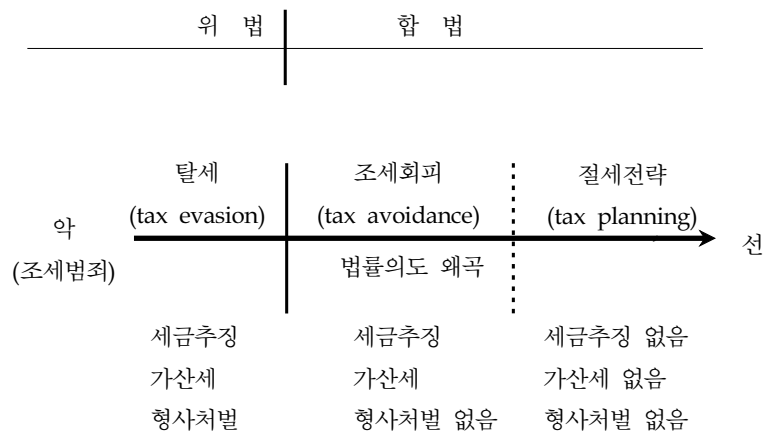 위 법 합 법
탈세 조세회피 절세전략
(tax evasion) (tax avoidance) (tax planning)
악 선
(조세범죄) 법률의도 왜곡
세금추징 세금추징 세금추징 없음
가산세 가산세 가산세 없음
형사처벌 형사처벌 없음 형사처벌 없음